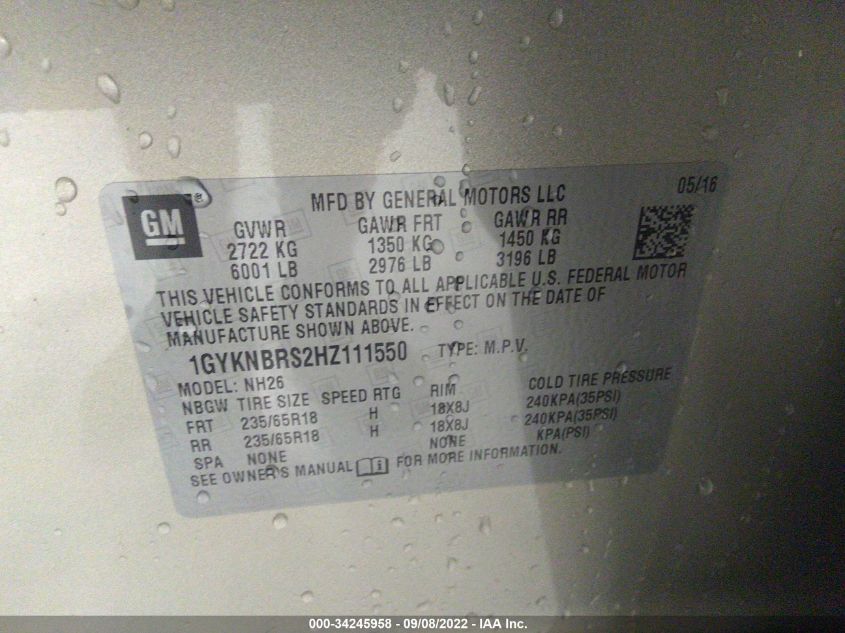 GM
MFD BY GENERAL MOTORS LLC
05/16
GVWR GAWR FRT GAWR RR
2722 KG 1350 KG 1450 KG
6001 LB 2976 LB 3196 LB
THIS VEHICLE CONFORMS TO ALL APPLICABLE U.S. FEDERAL MOTOR
VEHICLE SAFETY STANDARDS IN EFFECT ON THE DATE OF
MANUFACTURE SHOWN ABOVE.
1GYKNBRS2HZ111550 TYPE: M.P.V.
MODEL: NH26
NBGW TIRE SIZE SPEED RTG RIM COLD TIRE PRESSURE
FRT 235/65R18 H 18X8J 240KPA(35PSI)
RR 235/65R18 H 18X8J 240KPA(35PSI)
SPA NONE NONE KPA(PSI)
SEE OWNER'S MANUAL FOR MORE INFORMATION.
000-34245958 - 09/08/2022 - IAA Inc.